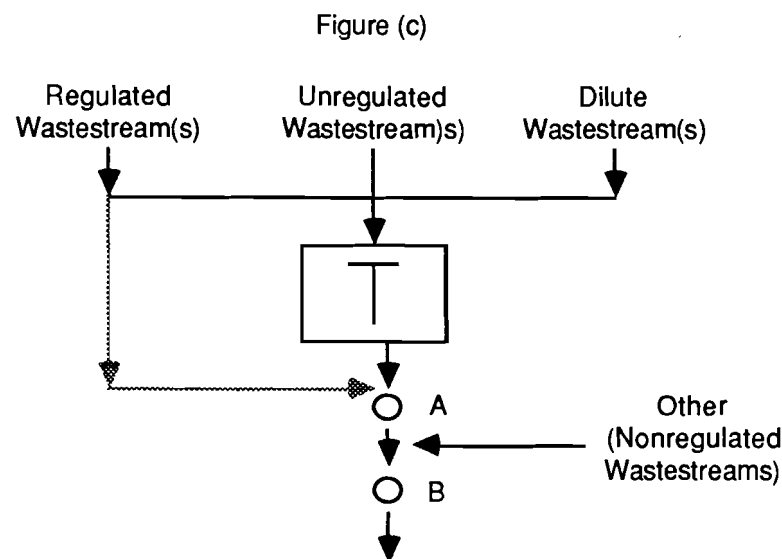 Figure (c)
Regulated
Wastestream(s)
Unregulated
Wastestream)s)
Dilute
Wastestream(s)
T
A
Other
(Nonregulated
Wastestreams)
B